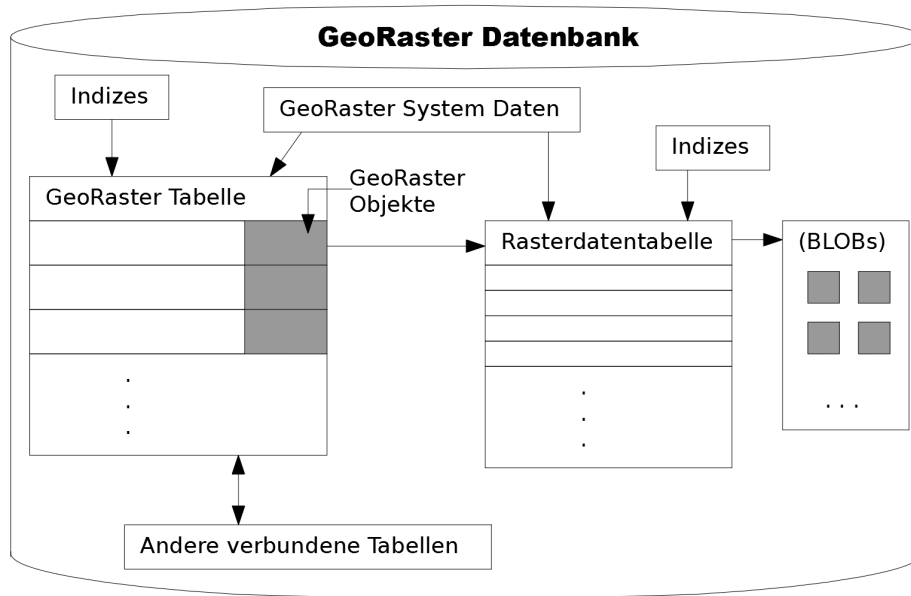 GeoRaster Datenbank
Indizes
GeoRaster System Daten
Indizes
GeoRaster Tabelle
GeoRaster
Objekte
Rasterdatentabelle
(BLOBs)
.
.
.
.
.
.
. . .
Andere verbundene Tabellen